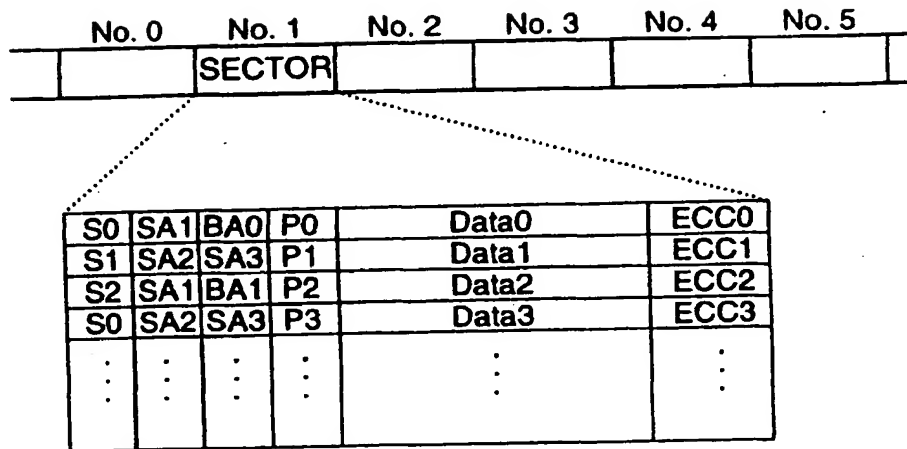 No. 0 No. 1 No. 2 No. 3 No. 4 No. 5
SECTOR
S0 SA1 BA0 P0 Data0 ECC0
S1 SA2 SA3 P1 Data1 ECC1
S2 SA1 BA1 P2 Data2 ECC2
S0 SA2 SA3 P3 Data3 ECC3